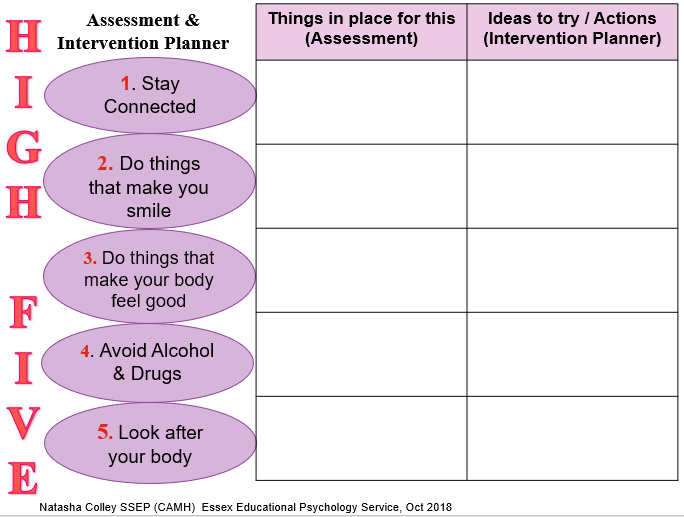 HIGH FIVE
Assessment &
Intervention Planner
Things in place for this
(Assessment)
Ideas to try / Actions
(Intervention Planner)
1. Stay
Connected
2. Do things
that make you
smile
3. Do things that
make your body
feel good
4. Avoid Alcohol
& Drugs
5. Look after
your body
Natasha Colley SSEP (CAMH)  Essex Educational Psychology Service, Oct 2018